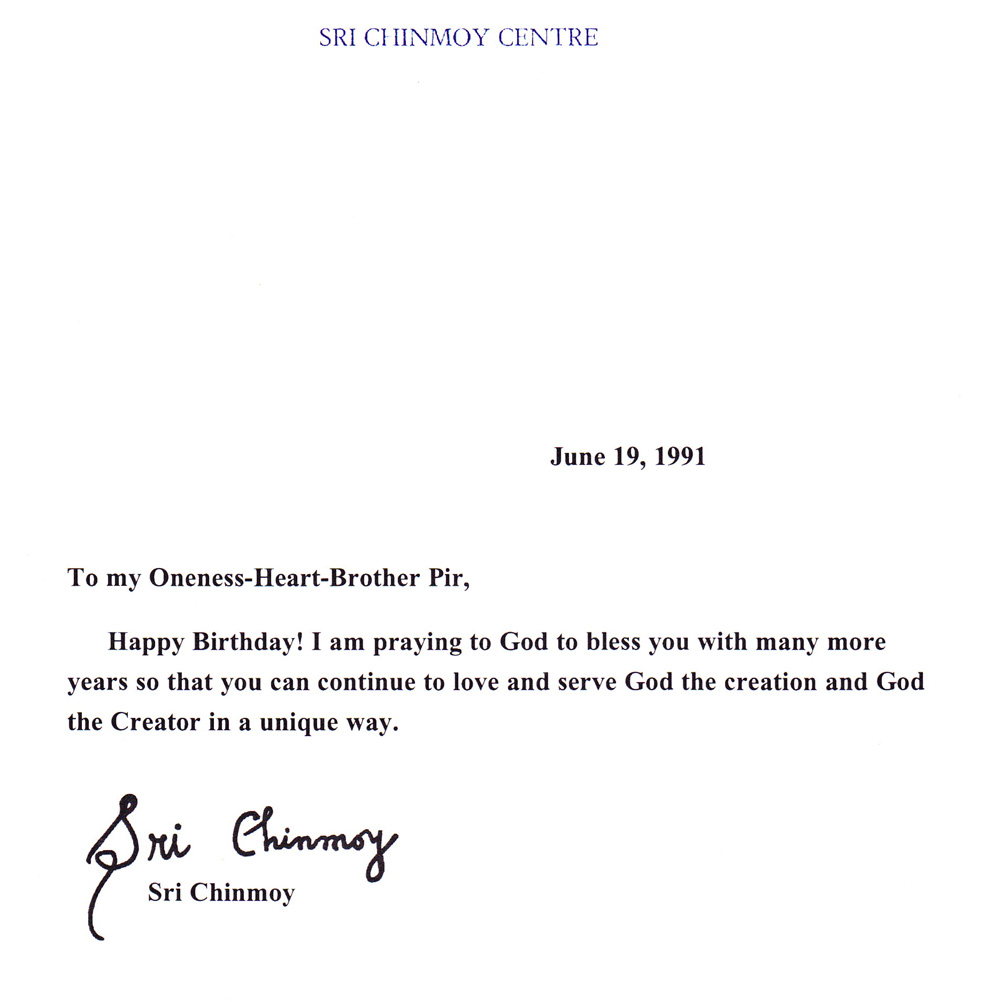 SRI CHINMOY CENTRE
June 19, 1991
To my Oneness-Heart-Brother Pir,
Happy Birthday! I am praying to God to bless you with many more
years so that you can continue to love and serve God the creation and God
the Creator in a unique way.
Sri Chinmoy
Sri Chinmoy